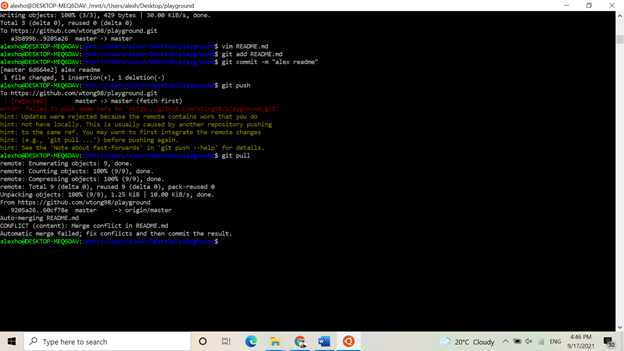 alexho@DESKTOP-MEQ6DAV: /mnt/c/Users/alexh/Desktop/playground
Writing objects: 100% (3/3), 429 bytes | 30.00 KiB/s, done.
Total 3 (delta 0), reused 0 (delta 0)
To https://github.com/wtong98/playground.git
a3b899b..9205a26 master -> master
alexho@DESKTOP-MEQ6DAV:/mnt/c/Users/alexh/Desktop/playground$ vim README.md
alexho@DESKTOP-MEQ6DAV:/mnt/c/Users/alexh/Desktop/playground$ git add README.md
alexho@DESKTOP-MEQ6DAV:/mnt/c/Users/alexh/Desktop/playground$ git commit -m "alex readme"
[master 6d664e2] alex readme
1 file changed, 1 insertion(+), 1 deletion(-)
alexho@DESKTOP-MEQ6DAV:/mnt/c/Users/alexh/Desktop/playground$ git push
To https://github.com/wtong98/playground.git
! [rejected] master -> master (fetch first)
error: failed to push some refs to 'https://github.com/wtong98/playground.git'
hint: Updates were rejected because the remote contains work that you do
hint: not have locally. This is usually caused by another repository pushing
hint: to the same ref. You may want to first integrate the remote changes
hint: (e.g., 'git pull ...') before pushing again.
hint: See the 'Note about fast-forwards' in 'git push --help' for details.
alexho@DESKTOP-MEQ6DAV:/mnt/c/Users/alexh/Desktop/playground$ git pull
remote: Enumerating objects: 9, done.
remote: Counting objects: 100% (9/9), done.
remote: Compressing objects: 100% (9/9), done.
remote: Total 9 (delta 0), reused 9 (delta 0), pack-reused 0
Unpacking objects: 100% (9/9), 1.25 KiB | 10.00 KiB/s, done.
From https://github.com/wtong98/playground
9205a26..60cf78e master -> origin/master
Auto-merging README.md
CONFLICT (content): Merge conflict in README.md
Automatic merge failed; fix conflicts and then commit the result.
alexho@DESKTOP-MEQ6DAV:/mnt/c/Users/alexh/Desktop/playground$
Type here to search
20°C Cloudy
ENG
4:46 PM
9/17/2021